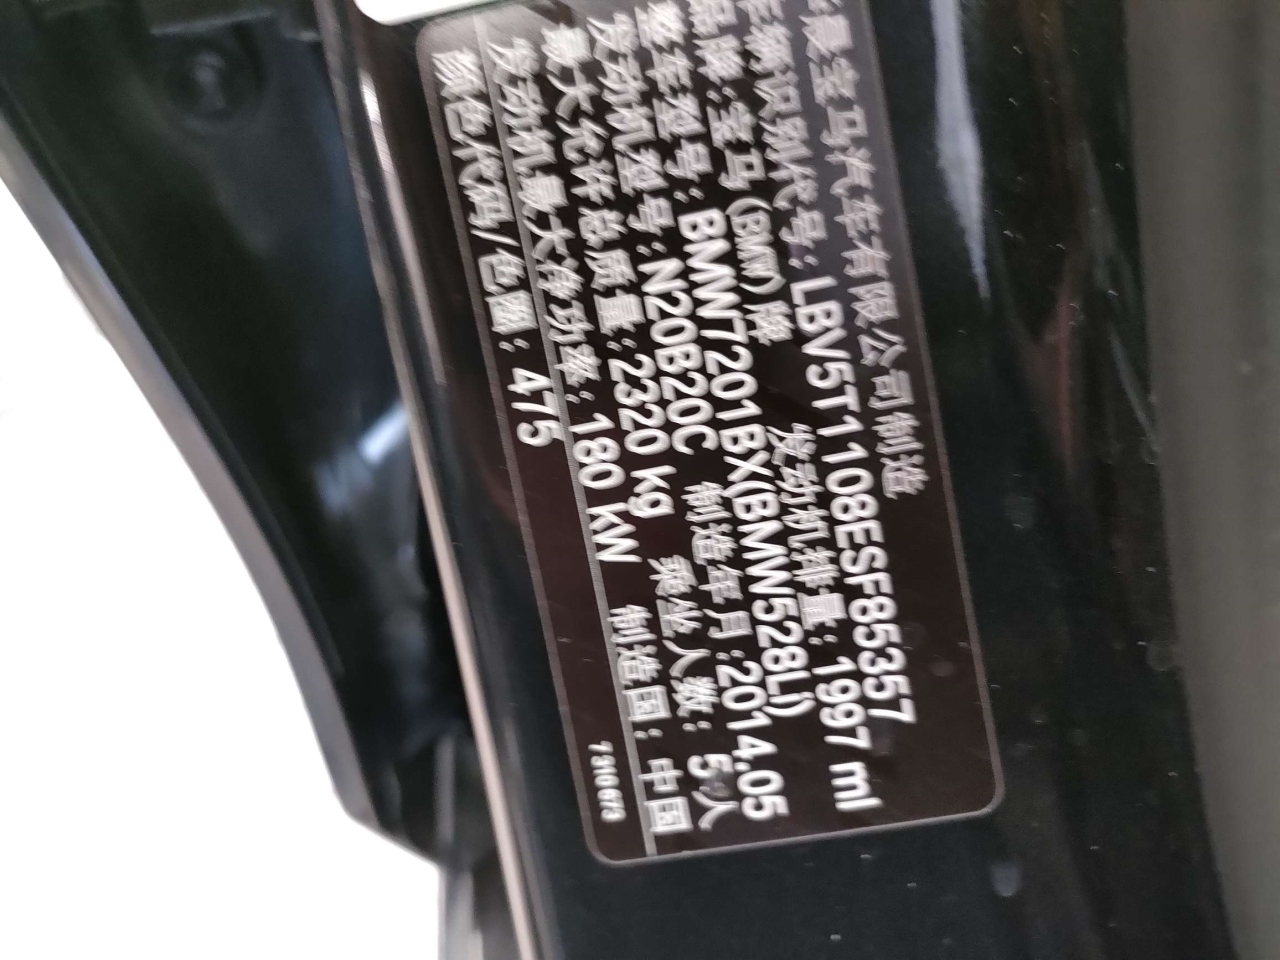 晨宝马汽车有限公司制造
车辆识别代号：LBV5T1108ESF85357
品牌：宝马(BMW)牌 发动机排量：1997 ml
整车型号：BMW7201BX(BMW528Li)
发动机型号：N20B20C 制造年月：2014.05
最大允许总质量：2320 kg 乘坐人数：5 人
发动机最大净功率：180 kW 制造国：中国
颜色代码/色圈：475 7 310 673